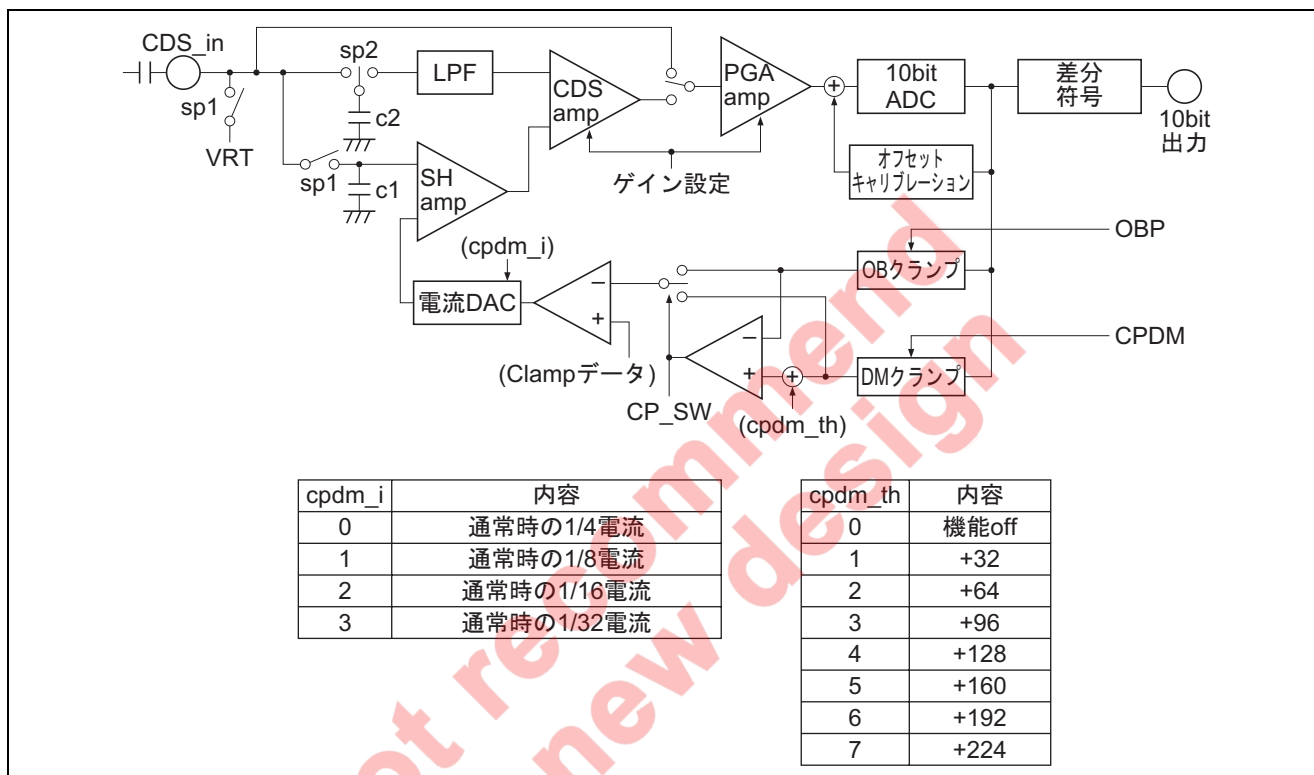 CDS_in
sp2
LPF
CDS
amp
PGA
amp
10bit
ADC
差分
符号
10bit
出力
sp1
VRT
c2
sp1
c1
SH
amp
ゲイン設定
オフセット
キャリブレーション
OBP
(cpdm_i)
OBクランプ
電流DAC
−
+
−
+
CPDM
(Clampデータ)
DMクランプ
CP_SW
(cpdm_th)
cpdm_i 内容
0 通常時の1/4電流
1 通常時の1/8電流
2 通常時の1/16電流
3 通常時の1/32電流
cpdm_th 内容
0 機能off
1 +32
2 +64
3 +96
4 +128
5 +160
6 +192
7 +224
ot recommend
new design